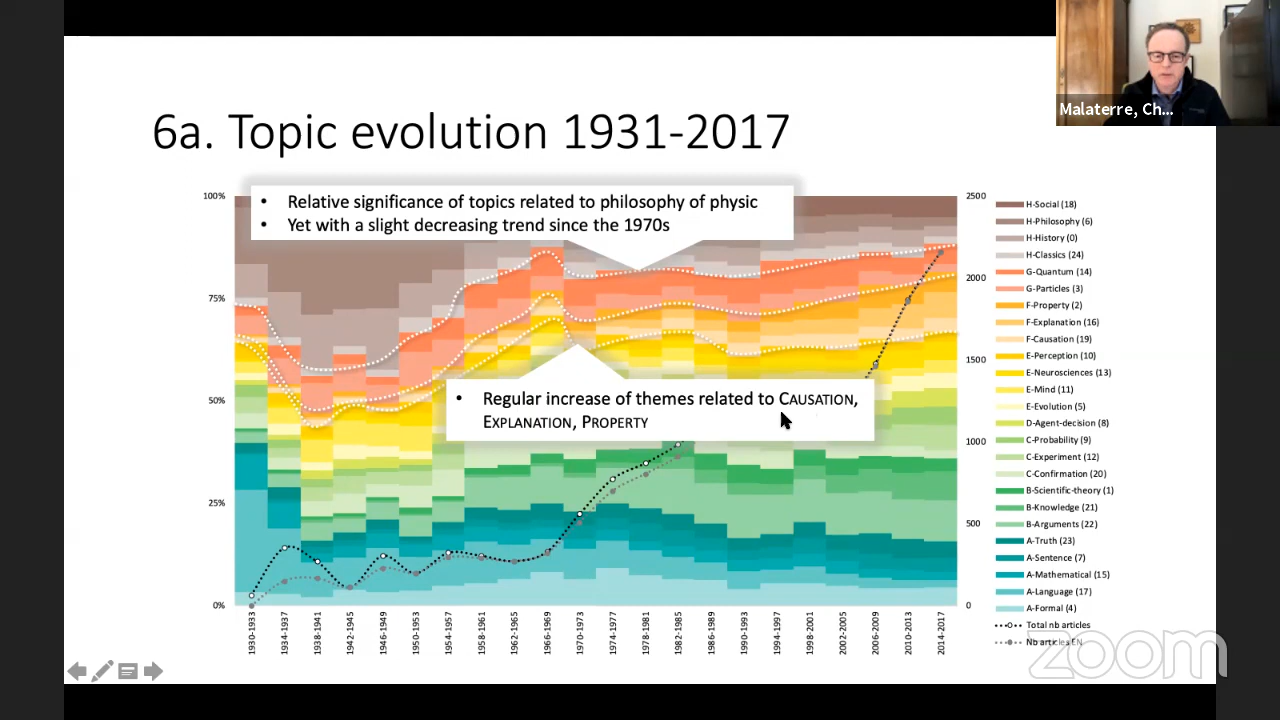 Malaterre, Ch...
6a. Topic evolution 1931-2017
• Relative significance of topics related to philosophy of physic
• Yet with a slight decreasing trend since the 1970s
• Regular increase of themes related to CAUSATION,
EXPLANATION, PROPERTY
100%
75%
50%
25%
0%
2500
2000
1500
1000
500
0
1930-1933
1934-1937
1938-1941
1942-1945
1946-1949
1950-1953
1954-1957
1958-1961
1962-1965
1966-1969
1970-1973
1974-1977
1978-1981
1982-1985
1986-1989
1990-1993
1994-1997
1998-2001
2002-2005
2006-2009
2010-2013
2014-2017
H-Social (18)
H-Philosophy (6)
H-History (0)
H-Classics (24)
G-Quantum (14)
G-Particles (3)
F-Property (2)
F-Explanation (16)
F-Causation (19)
E-Perception (10)
E-Neurosciences (13)
E-Mind (11)
E-Evolution (5)
D-Agent-decision (8)
C-Probability (9)
C-Experiment (12)
C-Confirmation (20)
B-Scientific-theory (1)
B-Knowledge (21)
B-Arguments (22)
A-Truth (23)
A-Sentence (7)
A-Mathematical (15)
A-Language (17)
A-Formal (4)
Total nb articles
Nb articles EN
zoom